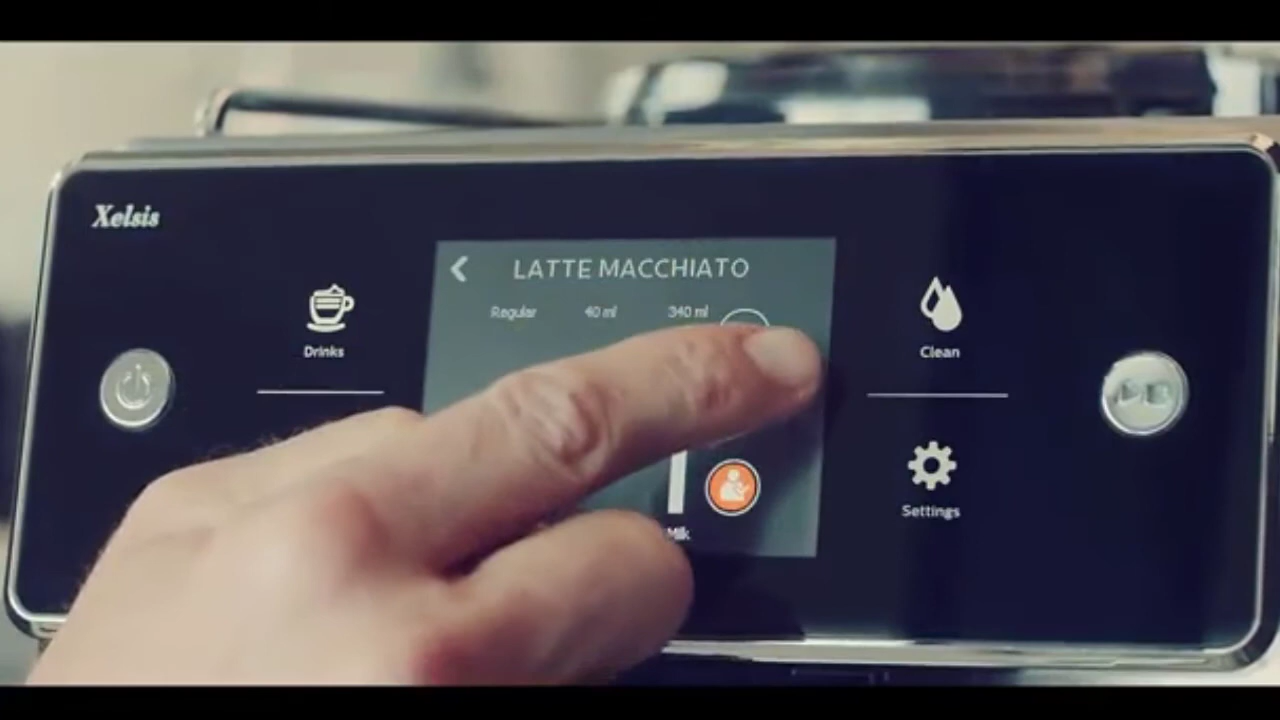 Xelsis
LATTE MACCHIATO
Regular 40 ml 340 ml
Drinks
Clean
Settings
Milk